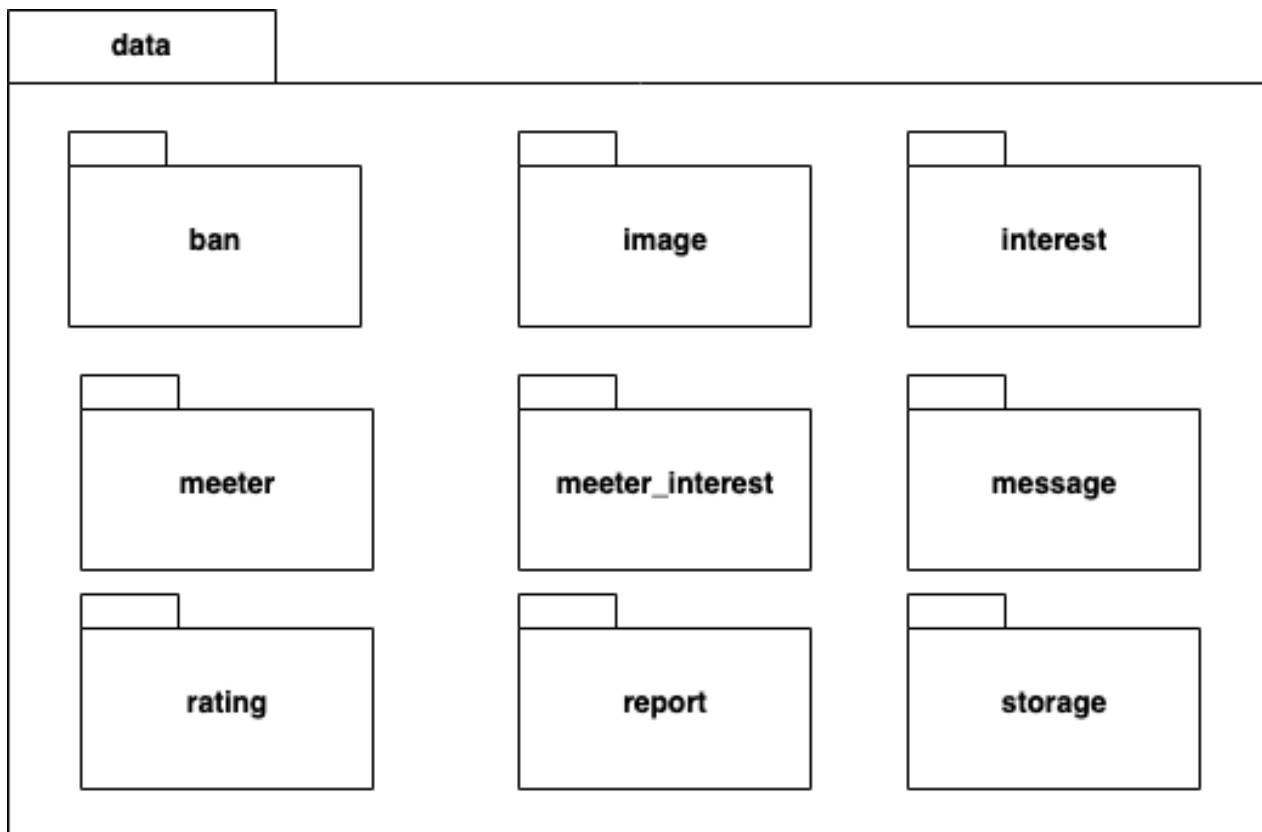 data
ban
image
interest
meeter
meeter_interest
message
rating
report
storage